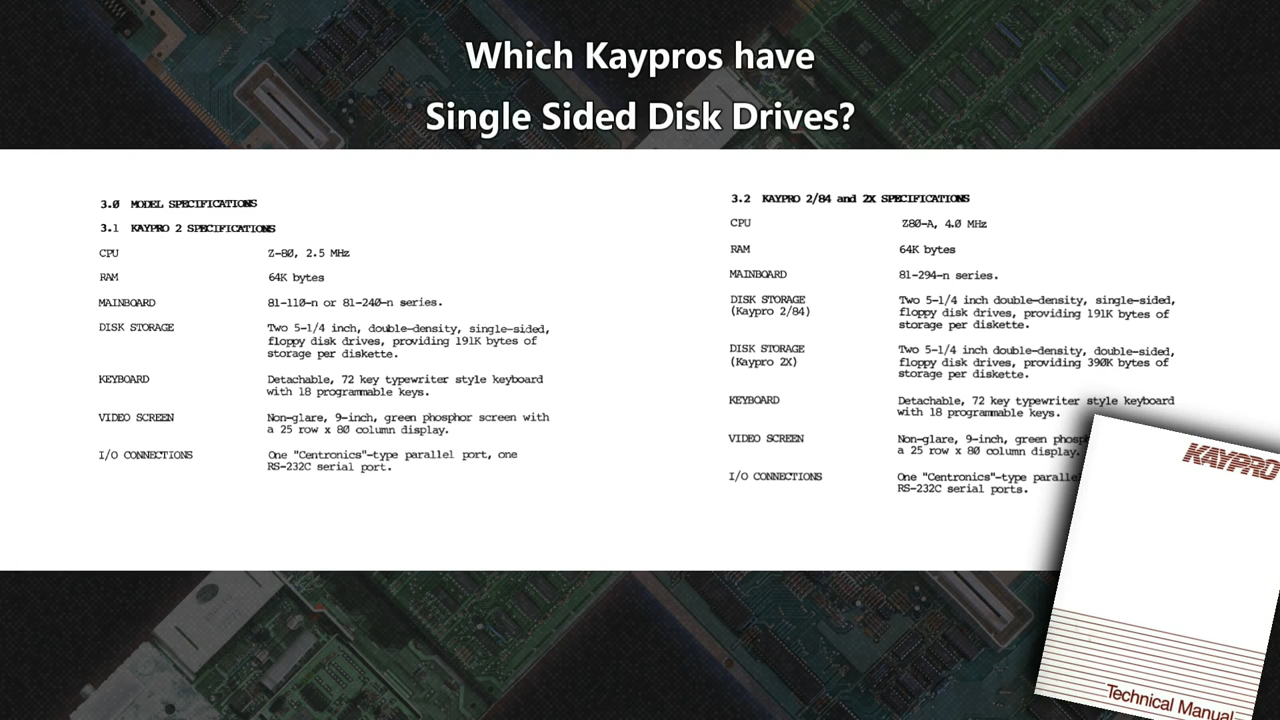 Which Kaypros have
Single Sided Disk Drives?
3.0 MODEL SPECIFICATIONS
3.1 KAYPRO 2 SPECIFICATIONS
CPU Z-80, 2.5 MHz
RAM 64K bytes
MAINBOARD 81-110-n or 81-240-n series.
DISK STORAGE Two 5-1/4 inch, double-density, single-sided,
floppy disk drives, providing 191K bytes of
storage per diskette.
KEYBOARD Detachable, 72 key typewriter style keyboard
with 18 programmable keys.
VIDEO SCREEN Non-glare, 9-inch, green phosphor screen with
a 25 row x 80 column display.
I/O CONNECTIONS One "Centronics"-type parallel port, one
RS-232C serial port.
3.2 KAYPRO 2/84 and 2X SPECIFICATIONS
CPU Z80-A, 4.0 MHz
RAM 64K bytes
MAINBOARD 81-294-n series.
DISK STORAGE Two 5-1/4 inch double-density, single-sided,
(Kaypro 2/84) floppy disk drives, providing 191K bytes of
storage per diskette.
DISK STORAGE Two 5-1/4 inch double-density, double-sided,
(Kaypro 2X) floppy disk drives, providing 390K bytes of
storage per diskette.
KEYBOARD Detachable, 72 key typewriter style keyboard
with 18 programmable keys.
VIDEO SCREEN Non-glare, 9-inch, green
a 25 row x 80 column display.
I/O CONNECTIONS One "Centronics"-type
RS-232C serial ports.
KAYPRO
Technical Manual